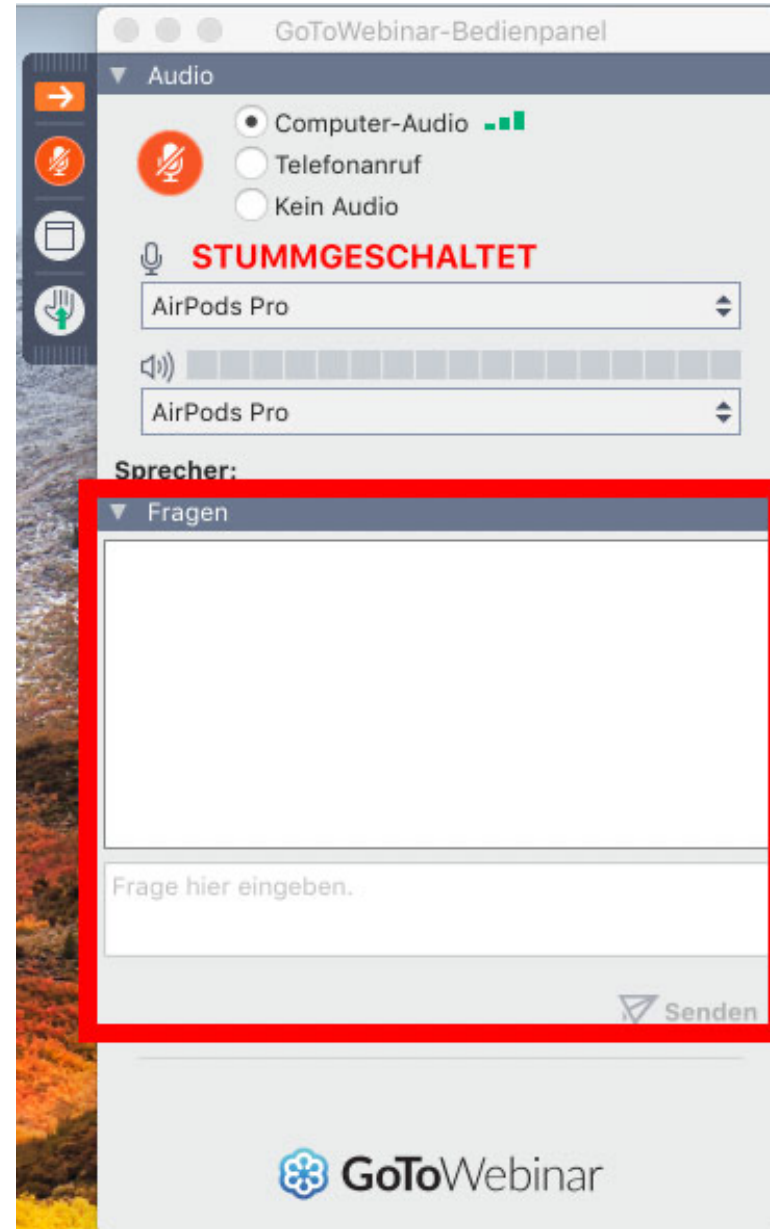 GoToWebinar-Bedienpanel
Audio
Computer-Audio
Telefonanruf
Kein Audio
STUMMGESCHALTET
AirPods Pro
AirPods Pro
Sprecher:
Fragen
Frage hier eingeben.
Senden
GoToWebinar